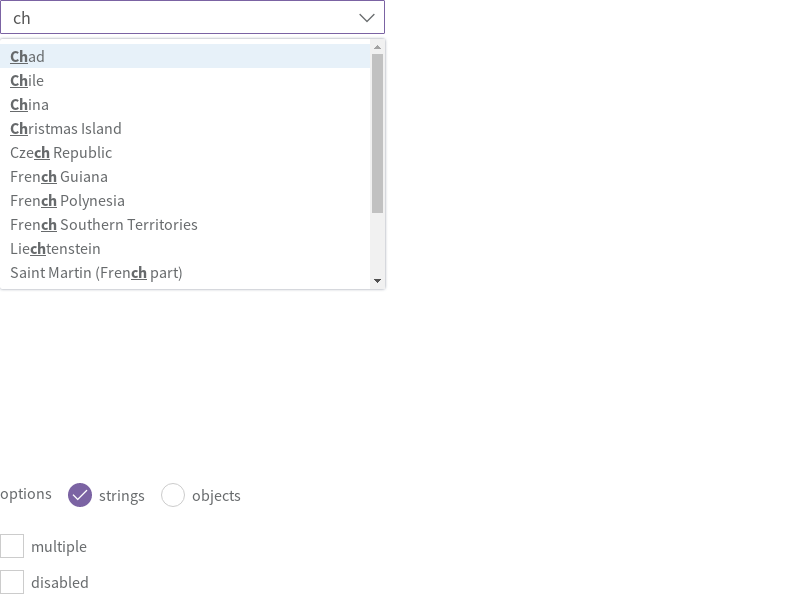 ch
Chad
Chile
China
Christmas Island
Czech Republic
French Guiana
French Polynesia
French Southern Territories
Liechtenstein
Saint Martin (French part)
options strings objects
multiple
disabled